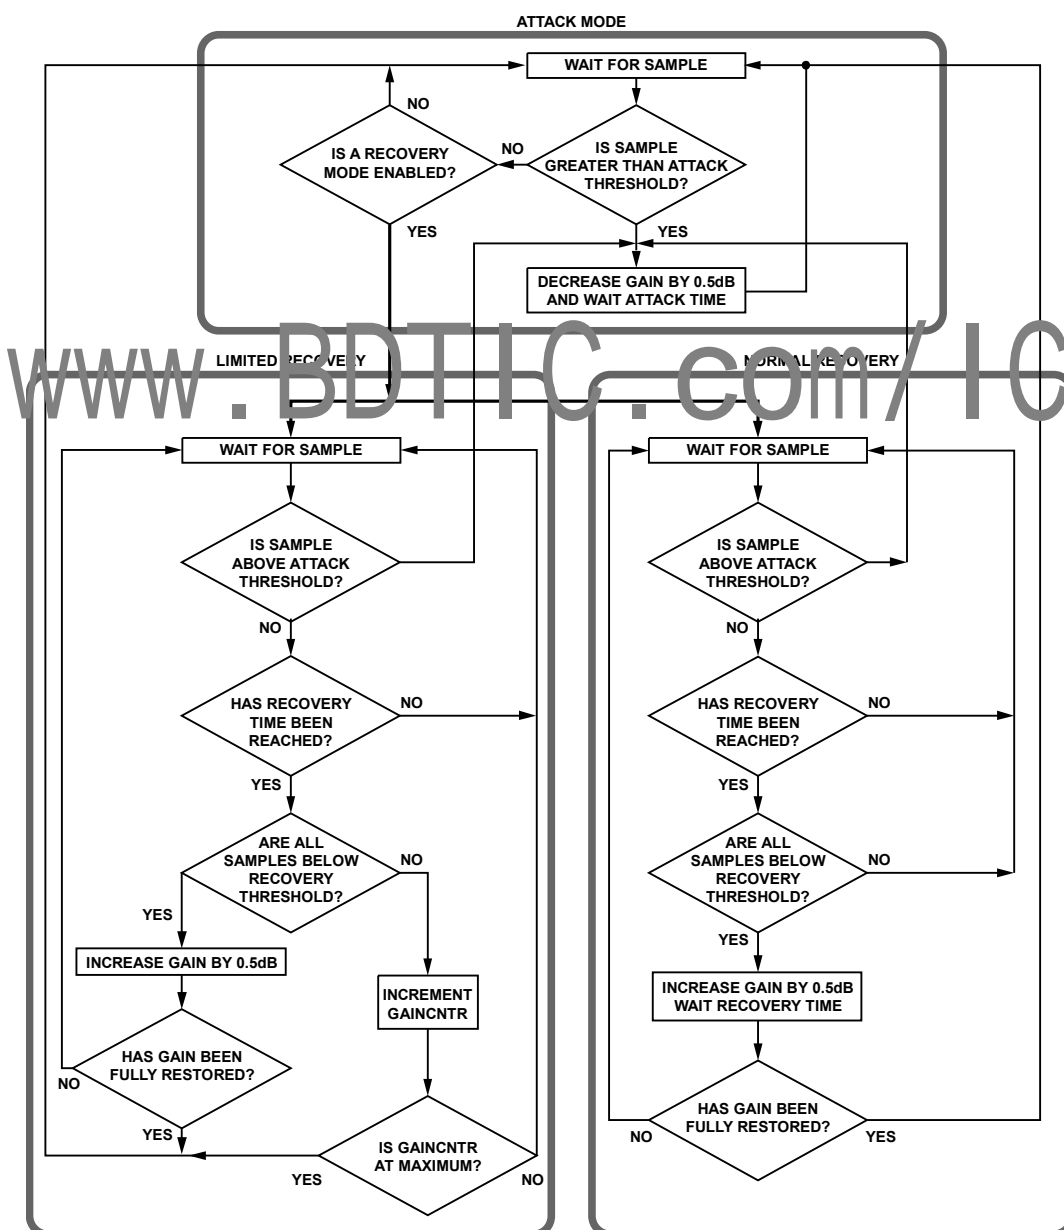 ATTACK MODE
WAIT FOR SAMPLE
NO
IS A RECOVERY
MODE ENABLED?
NO
IS SAMPLE
GREATER THAN ATTACK
THRESHOLD?
YES
YES
DECREASE GAIN BY 0.5dB
AND WAIT ATTACK TIME
www.BDTIC.com/IC
LIMITED RECOVERY
NORMAL RECOVERY
WAIT FOR SAMPLE
IS SAMPLE
ABOVE ATTACK
THRESHOLD?
NO
HAS RECOVERY
TIME BEEN
REACHED?
NO
YES
ARE ALL
SAMPLES BELOW
RECOVERY
THRESHOLD?
NO
YES
INCREASE GAIN BY 0.5dB
INCREMENT
GAINCNTR
HAS GAIN BEEN
FULLY RESTORED?
NO
YES
IS GAINCNTR
AT MAXIMUM?
YES
NO
WAIT FOR SAMPLE
IS SAMPLE
ABOVE ATTACK
THRESHOLD?
NO
HAS RECOVERY
TIME BEEN
REACHED?
NO
YES
ARE ALL
SAMPLES BELOW
RECOVERY
THRESHOLD?
NO
YES
INCREASE GAIN BY 0.5dB
WAIT RECOVERY TIME
HAS GAIN BEEN
FULLY RESTORED?
NO
YES